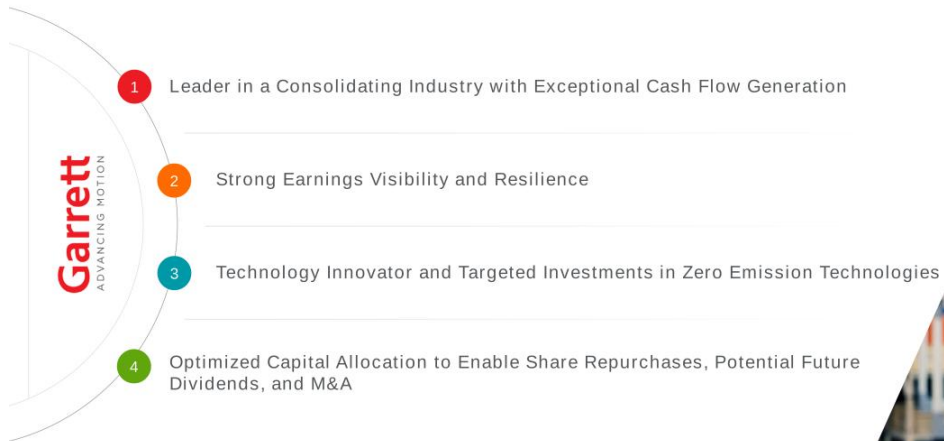 Garrett
ADVANCING MOTION
1
Leader in a Consolidating Industry with Exceptional Cash Flow Generation
2
Strong Earnings Visibility and Resilience
3
Technology Innovator and Targeted Investments in Zero Emission Technologies
4
Optimized Capital Allocation to Enable Share Repurchases, Potential Future
Dividends, and M&A